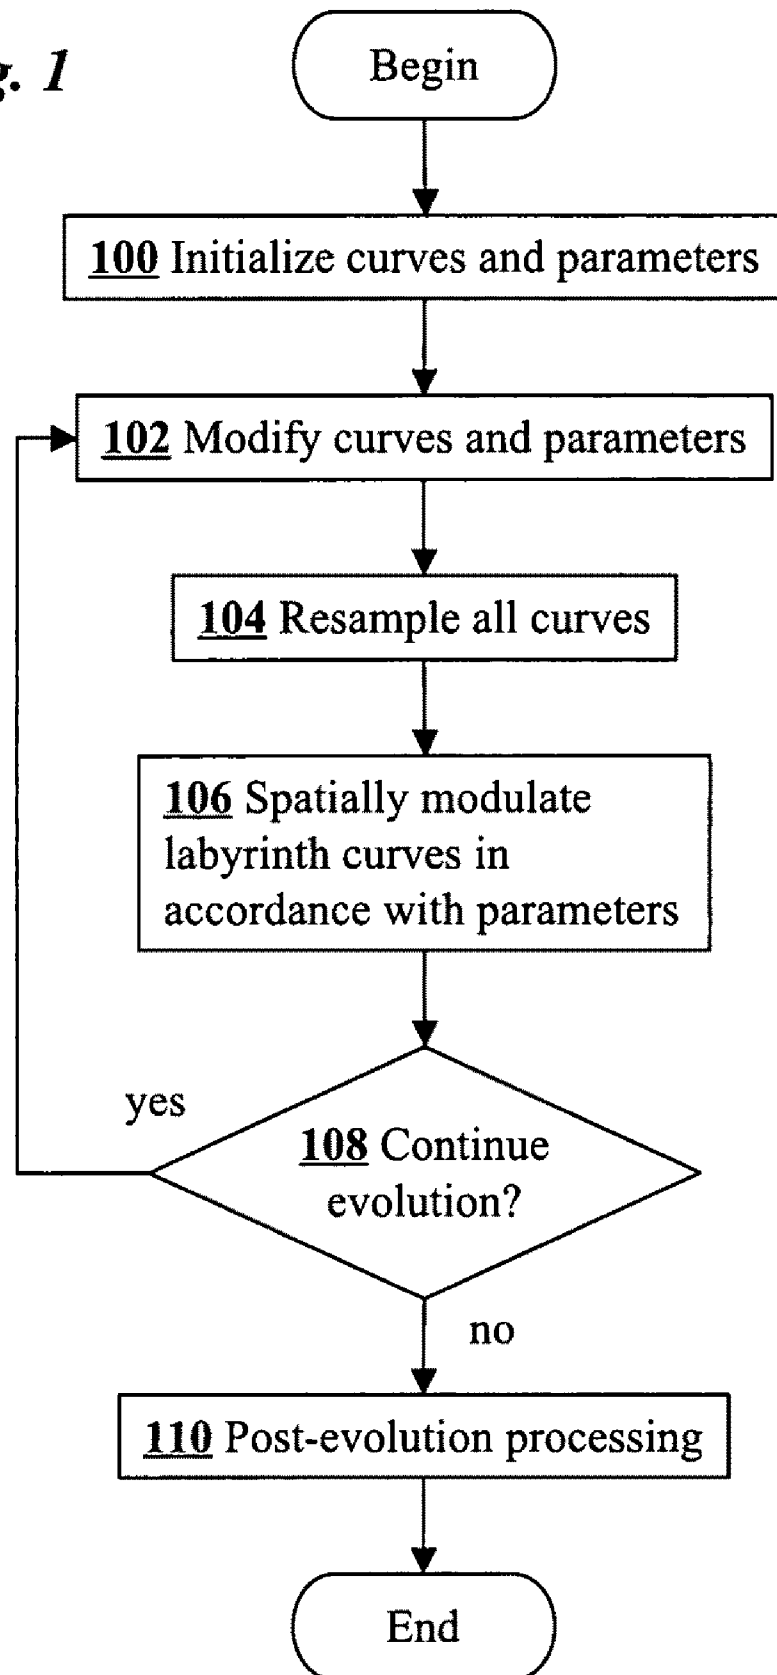 g. 1
Begin
100 Initialize curves and parameters
102 Modify curves and parameters
104 Resample all curves
106 Spatially modulate
labyrinth curves in
accordance with parameters
yes
108 Continue
evolution?
no
110 Post-evolution processing
End